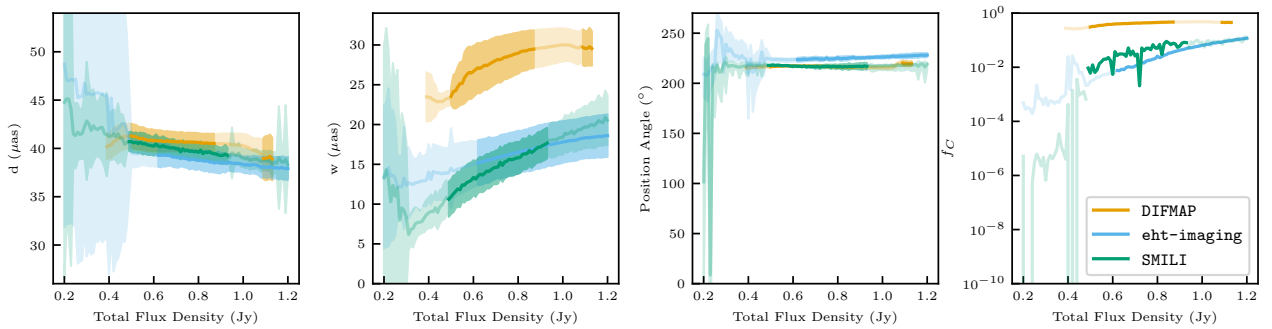 50
45
40
35
30
d (μas)
0.2 0.4 0.6 0.8 1.0 1.2
Total Flux Density (Jy)
30
25
20
15
10
5
0
w (μas)
0.2 0.4 0.6 0.8 1.0 1.2
Total Flux Density (Jy)
250
200
150
100
50
0
Position Angle (°)
0.2 0.4 0.6 0.8 1.0 1.2
Total Flux Density (Jy)
10⁰
10⁻²
10⁻⁴
10⁻⁶
10⁻⁸
10⁻¹⁰
f_C
DIFMAP
eht-imaging
SMILI
0.2 0.4 0.6 0.8 1.0 1.2
Total Flux Density (Jy)